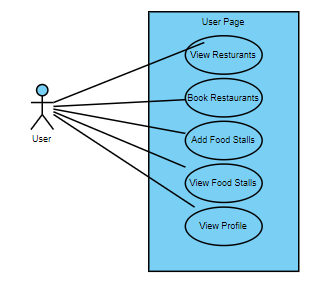 User Page
View Resturants
Book Restaurants
Add Food Stalls
View Food Stalls
View Profile
User